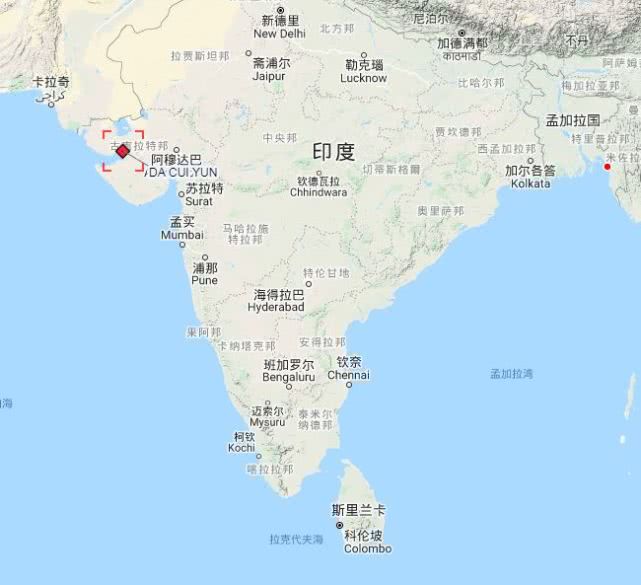 新德里
New Delhi
尼泊尔
北方邦
加德满都
काठमाडौं
不丹
拉贾斯坦邦
斋浦尔
Jaipur
勒克瑙
Lucknow
阿萨姆
卡拉奇
كراچى
比哈尔邦
梅加拉亚邦
中央邦
贾坎德邦
孟加拉国
古吉拉特邦
印度
西孟加拉邦
特里普拉邦
米佐拉
阿穆达巴
DA CUI YUN
切蒂斯格尔
加尔各答
Kolkata
钦德瓦拉
Chhindwara
苏拉特
Surat
奥里萨邦
孟买
Mumbai
马哈拉施
特拉邦
浦那
Pune
特伦甘地
海得拉巴
Hyderabad
果阿邦
卡纳塔克邦
安得拉邦
班加罗尔
Bengaluru
钦奈
Chennai
孟加拉湾
海
迈索尔
Mysuru
泰米尔
纳德邦
柯钦
Kochi
喀拉拉邦
斯里兰卡
拉克代夫海
科伦坡
Colombo